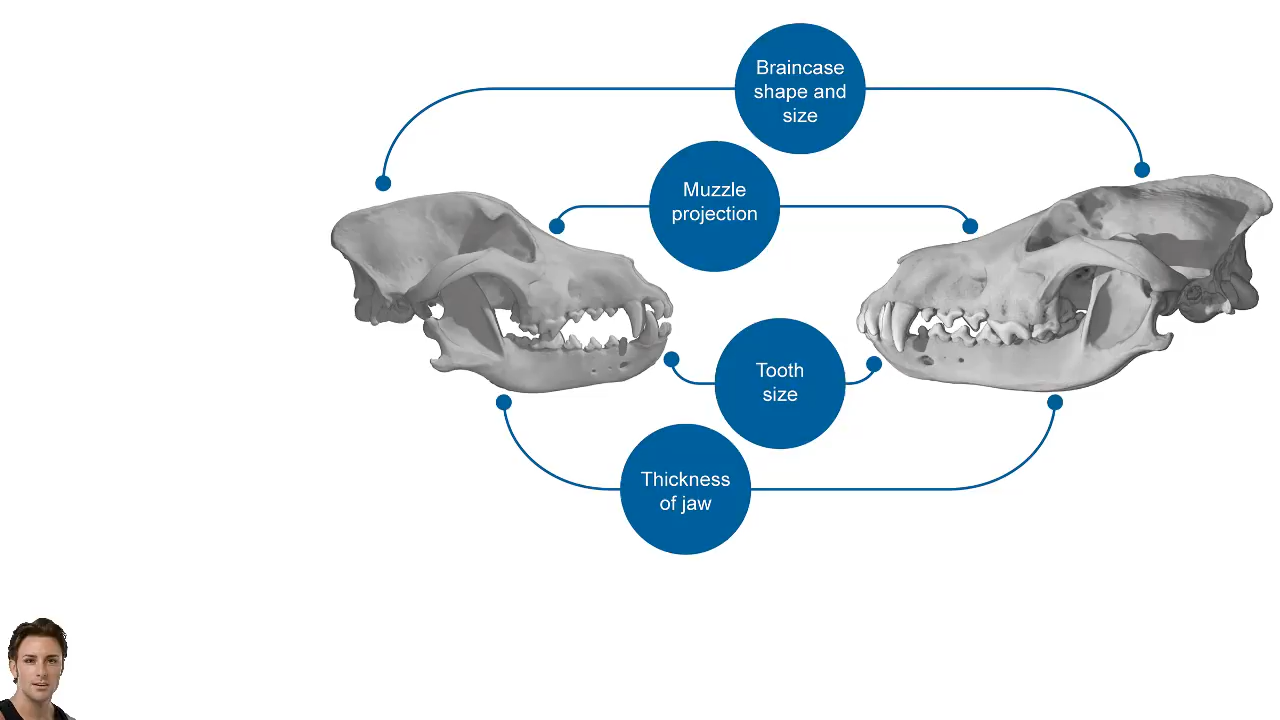 Braincase
shape and
size
Muzzle
projection
Tooth
size
Thickness
of jaw